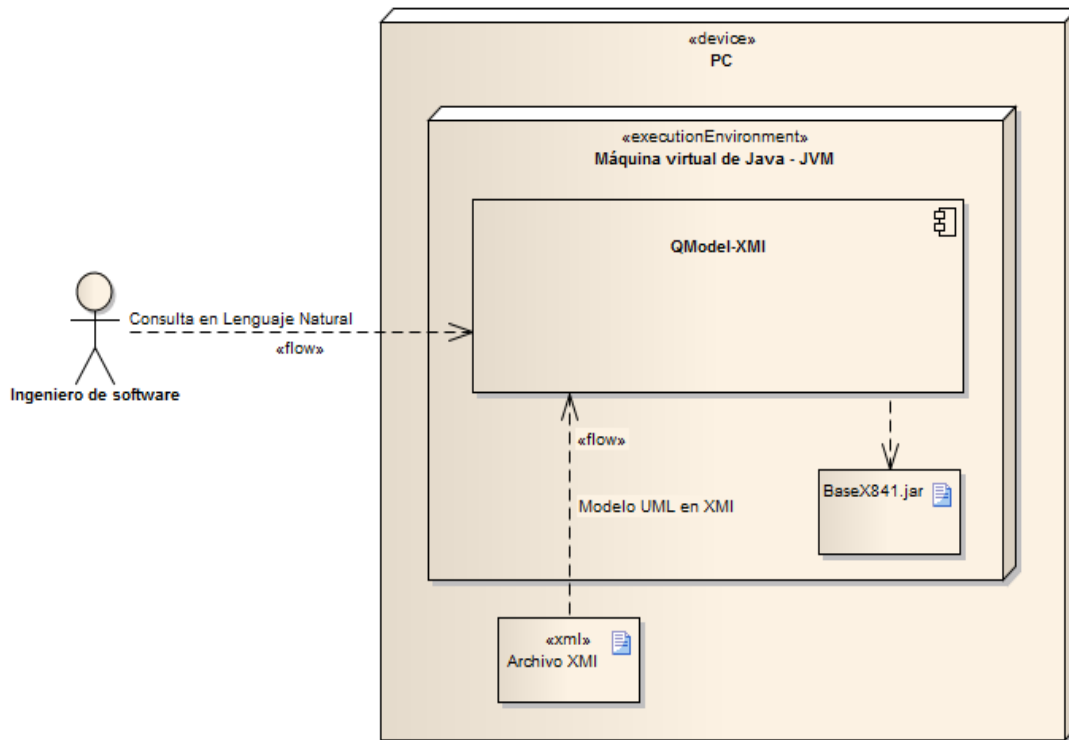 «device»
PC
«executionEnvironment»
Máquina virtual de Java - JVM
QModel-XMI
Consulta en Lenguaje Natural
«flow»
Ingeniero de software
«flow»
BaseX841.jar
Modelo UML en XMI
«xml»
Archivo XMI